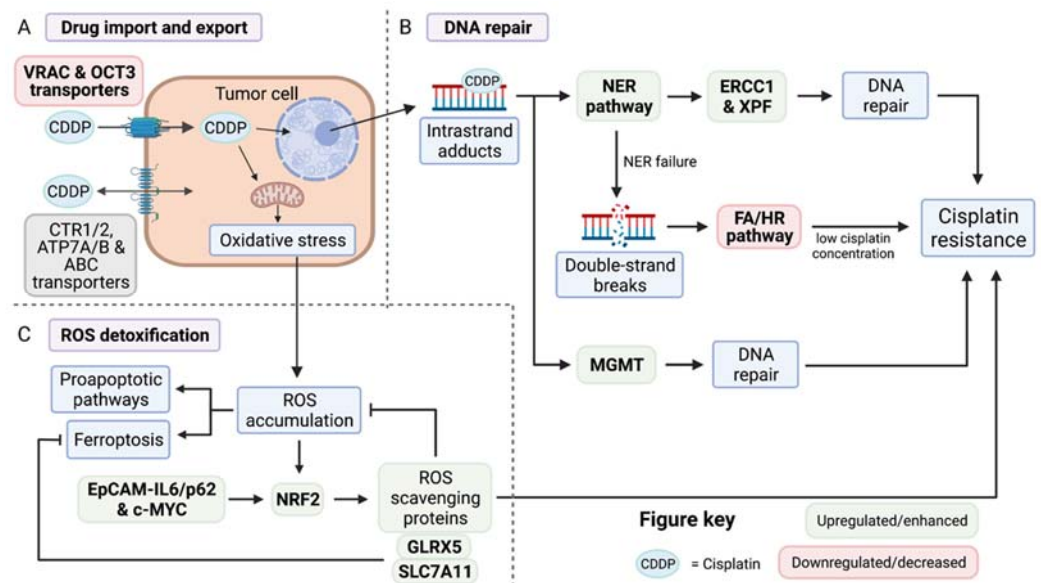 A
Drug import and export
VRAC & OCT3
transporters
Tumor cell
CDDP
CDDP
CDDP
CTR1/2,
ATP7A/B &
ABC
transporters
Oxidative stress
B
DNA repair
CDDP
Intrastrand
adducts
NER
pathway
ERCC1
& XPF
DNA
repair
NER failure
Double-strand
breaks
FA/HR
pathway
low cisplatin
concentration
Cisplatin
resistance
MGMT
DNA
repair
C
ROS detoxification
Proapoptotic
pathways
Ferroptosis
ROS
accumulation
EpCAM-IL6/p62
& c-MYC
NRF2
ROS
scavenging
proteins
GLRX5
SLC7A11
Figure key
Upregulated/enhanced
CDDP = Cisplatin
Downregulated/decreased